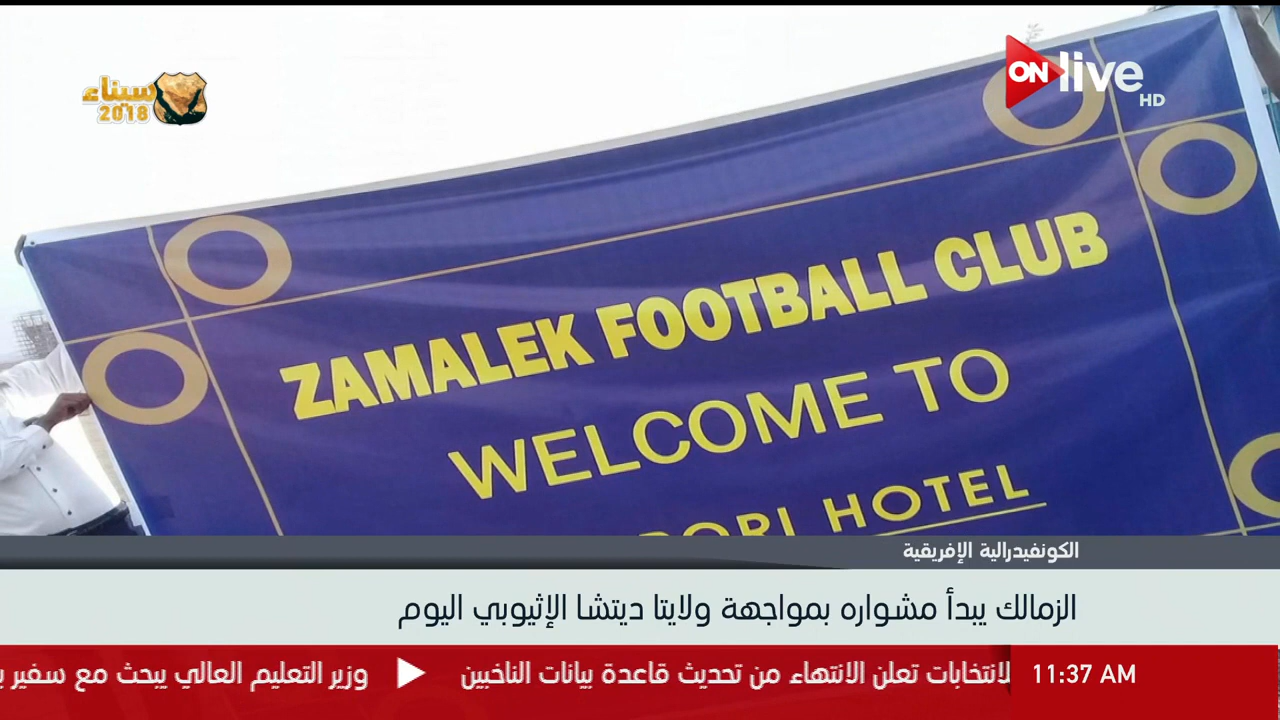 سيناء
2018
ON live
HD
ZAMALEK FOOTBALL CLUB
WELCOME TO
HOTEL
الكونفيدرالية الإفريقية
الزمالك يبدأ مشواره بمواجهة ولايتا ديتشا الإثيوبي اليوم
للانتخابات تعلن الانتهاء من تحديث قاعدة بيانات الناخبين
وزير التعليم العالي يبحث مع سفير
11:37 AM